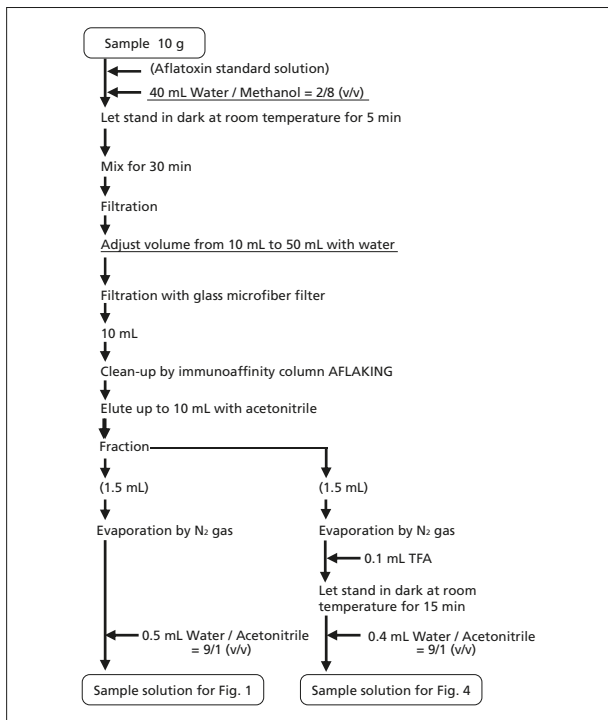 Sample 10 g
(Aflatoxin standard solution)
40 mL Water / Methanol = 2/8 (v/v)
Let stand in dark at room temperature for 5 min
Mix for 30 min
Filtration
Adjust volume from 10 mL to 50 mL with water
Filtration with glass microfiber filter
10 mL
Clean-up by immunoaffinity column AFLAKING
Elute up to 10 mL with acetonitrile
Fraction
(1.5 mL)
Evaporation by N₂ gas
0.5 mL Water / Acetonitrile
= 9/1 (v/v)
Sample solution for Fig. 1
(1.5 mL)
Evaporation by N₂ gas
0.1 mL TFA
Let stand in dark at room
temperature for 15 min
0.4 mL Water / Acetonitrile
= 9/1 (v/v)
Sample solution for Fig. 4